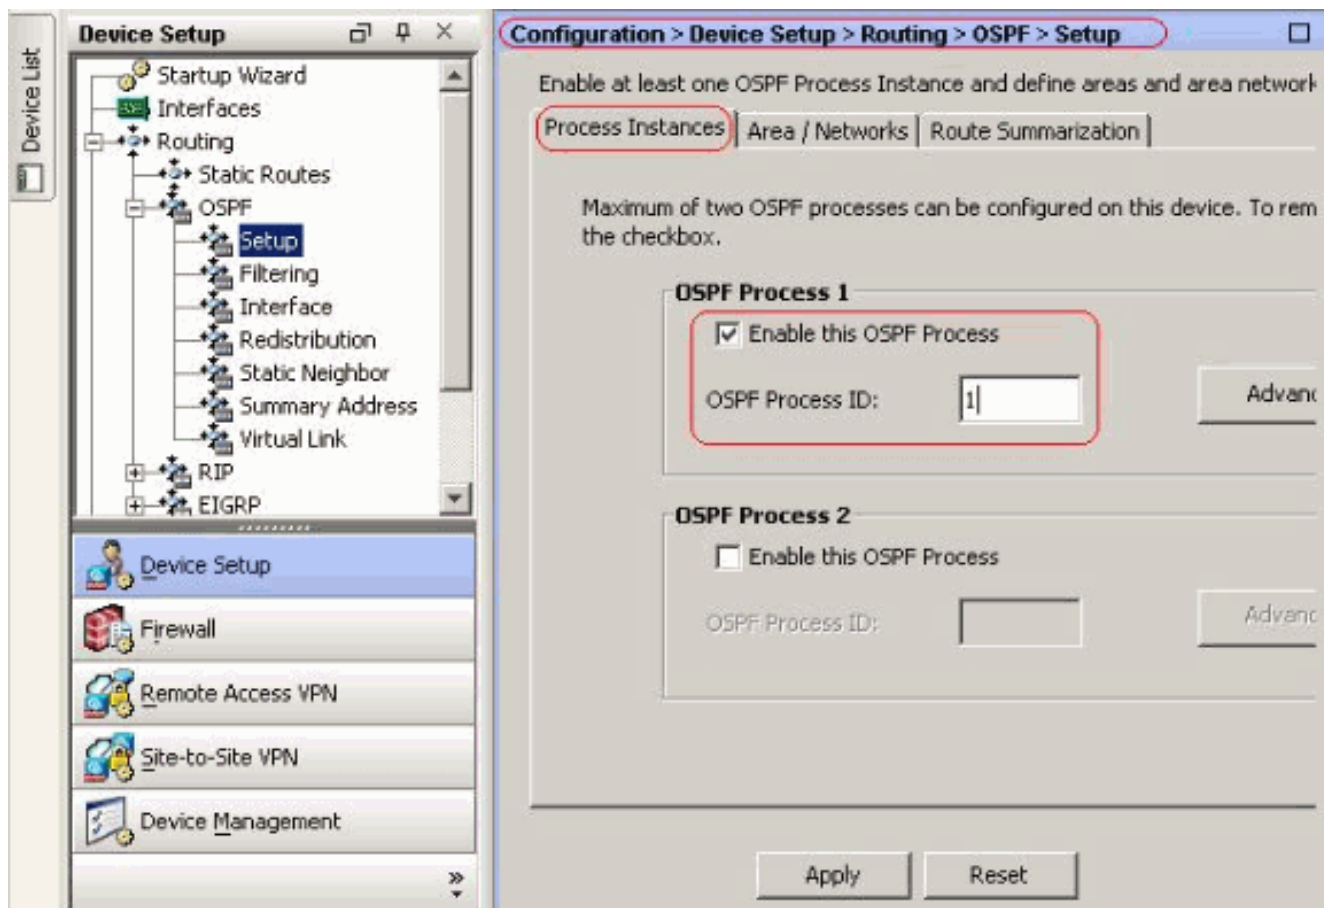 Device List
Device Setup
Startup Wizard
Interfaces
Routing
Static Routes
OSPF
Setup
Filtering
Interface
Redistribution
Static Neighbor
Summary Address
Virtual Link
RIP
EIGRP
Device Setup
Firewall
Remote Access VPN
Site-to-Site VPN
Device Management
Configuration > Device Setup > Routing > OSPF > Setup
Enable at least one OSPF Process Instance and define areas and area network
Process Instances
Area / Networks
Route Summarization
Maximum of two OSPF processes can be configured on this device. To rem
the checkbox.
OSPF Process 1
Enable this OSPF Process
OSPF Process ID:
1
Advanc
OSPF Process 2
Enable this OSPF Process
OSPF Process ID:
Advanc
Apply
Reset